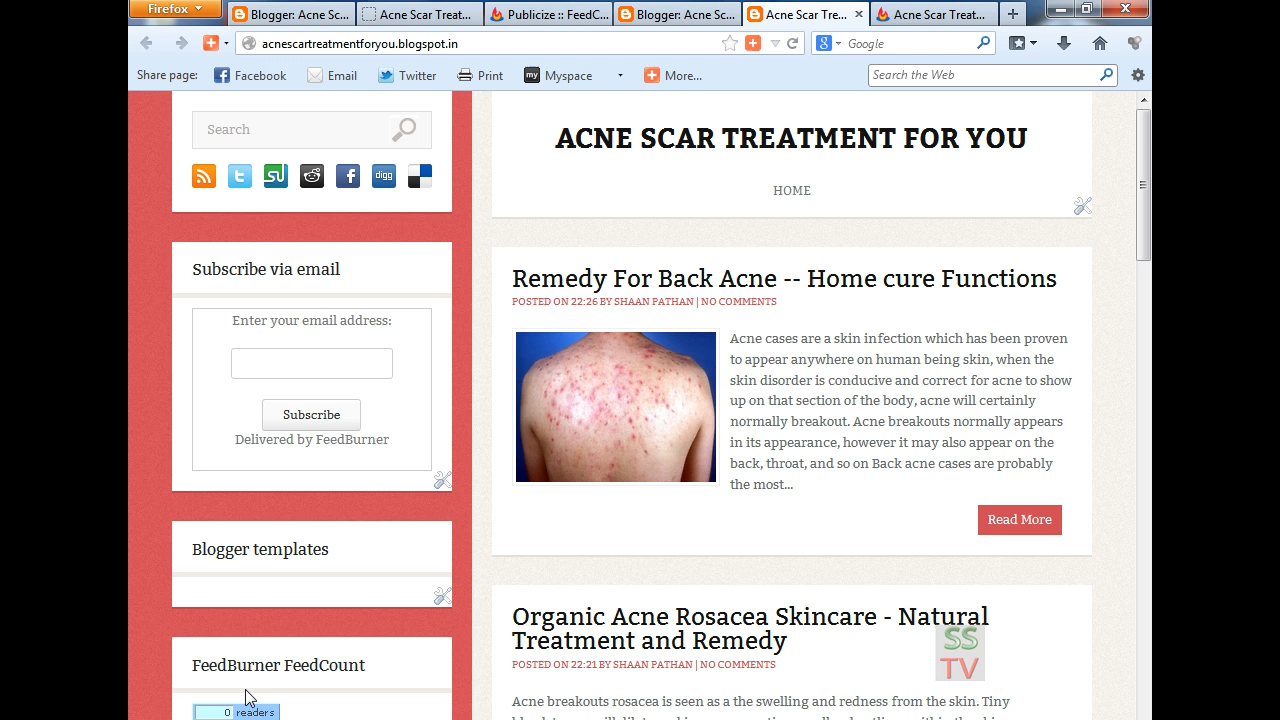 Firefox
Blogger: Acne Sc...
Acne Scar Treat...
Publicize :: FeedC...
Blogger: Acne Sc...
Acne Scar Tre...
Acne Scar Treat...
acnescartreatmentforyou.blogspot.in
Google
Share page:
Facebook
Email
Twitter
Print
my
Myspace
More...
Search the Web
Search
digg
ACNE SCAR TREATMENT FOR YOU
HOME
Subscribe via email
Enter your email address:
Subscribe
Delivered by FeedBurner
Blogger templates
FeedBurner FeedCount
0 readers
Remedy For Back Acne -- Home cure Functions
POSTED ON 22:26 BY SHAAN PATHAN | NO COMMENTS
Acne cases are a skin infection which has been proven
to appear anywhere on human being skin, when the
skin disorder is conducive and correct for acne to show
up on that section of the body, acne will certainly
normally breakout. Acne breakouts normally appears
in its appearance, however it may also appear on the
back, throat, and so on Back acne cases are probably
the most...
Read More
Organic Acne Rosacea Skincare - Natural
Treatment and Remedy
POSTED ON 22:21 BY SHAAN PATHAN | NO COMMENTS
SS
TV
Acne breakouts rosacea is seen as a the swelling and redness from the skin. Tiny